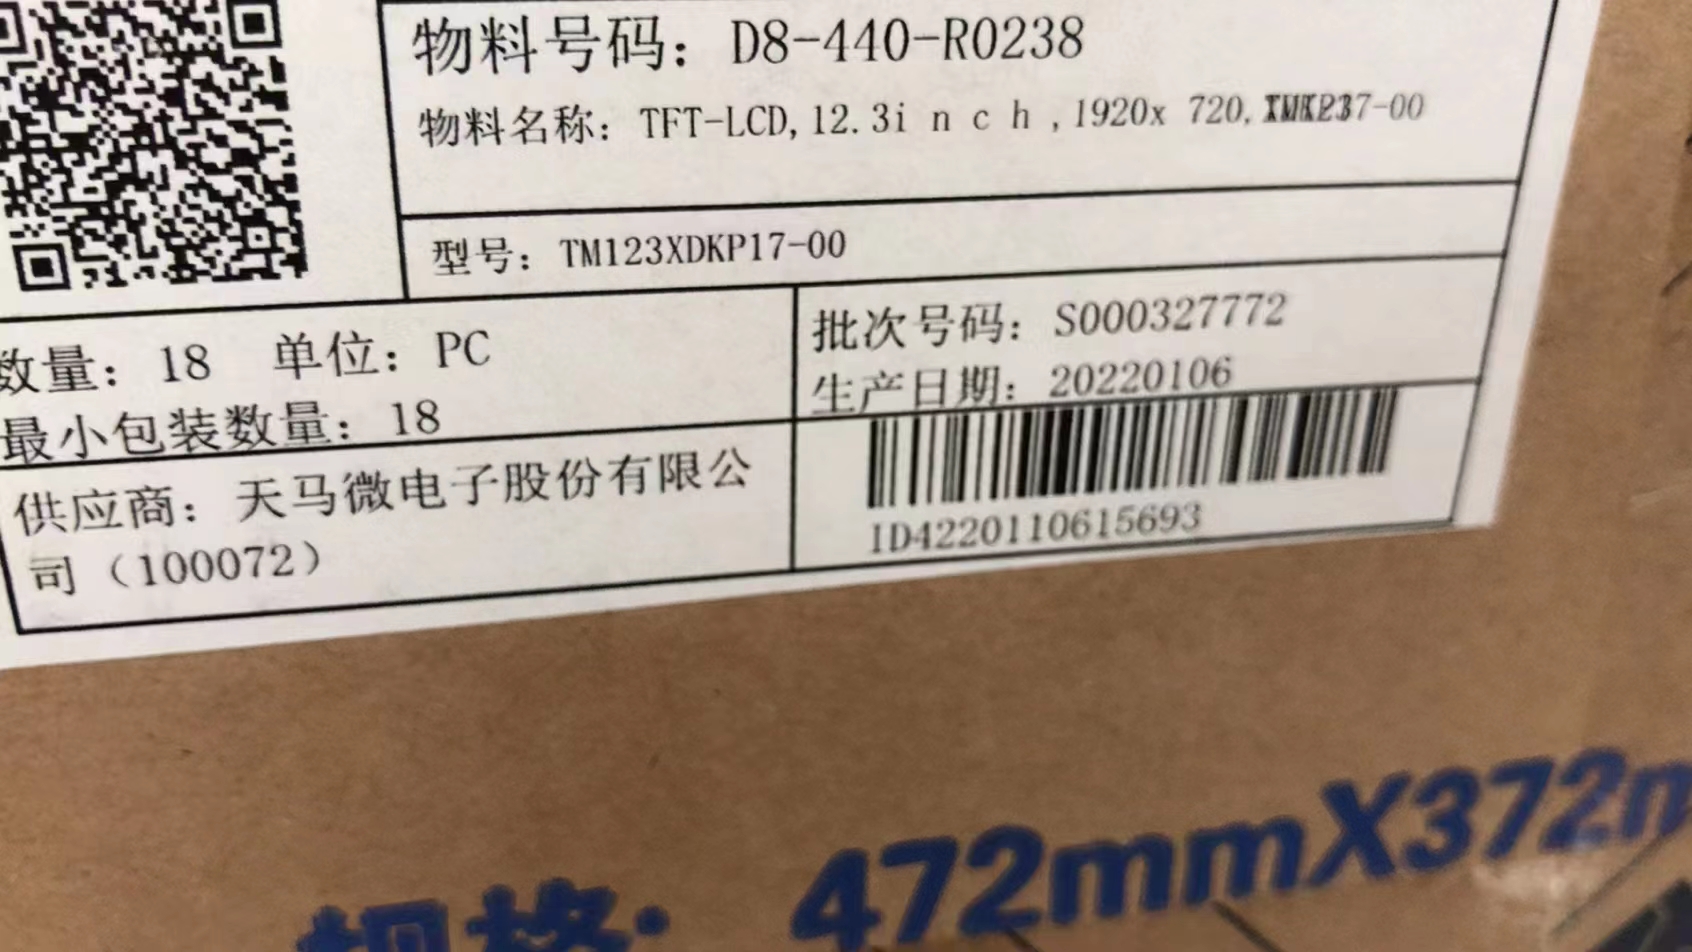 物料号码：D8-440-R0238
物料名称：TFT-LCD,12.3i n c h ,1920x 720,
型号：TM123XDKP17-00
数量：18 单位：PC
最小包装数量：18
批次号码：S000327772
生产日期：20220106
供应商：天马微电子股份有限公
司（100072）
ID4220110615693
规格：472mmX372m